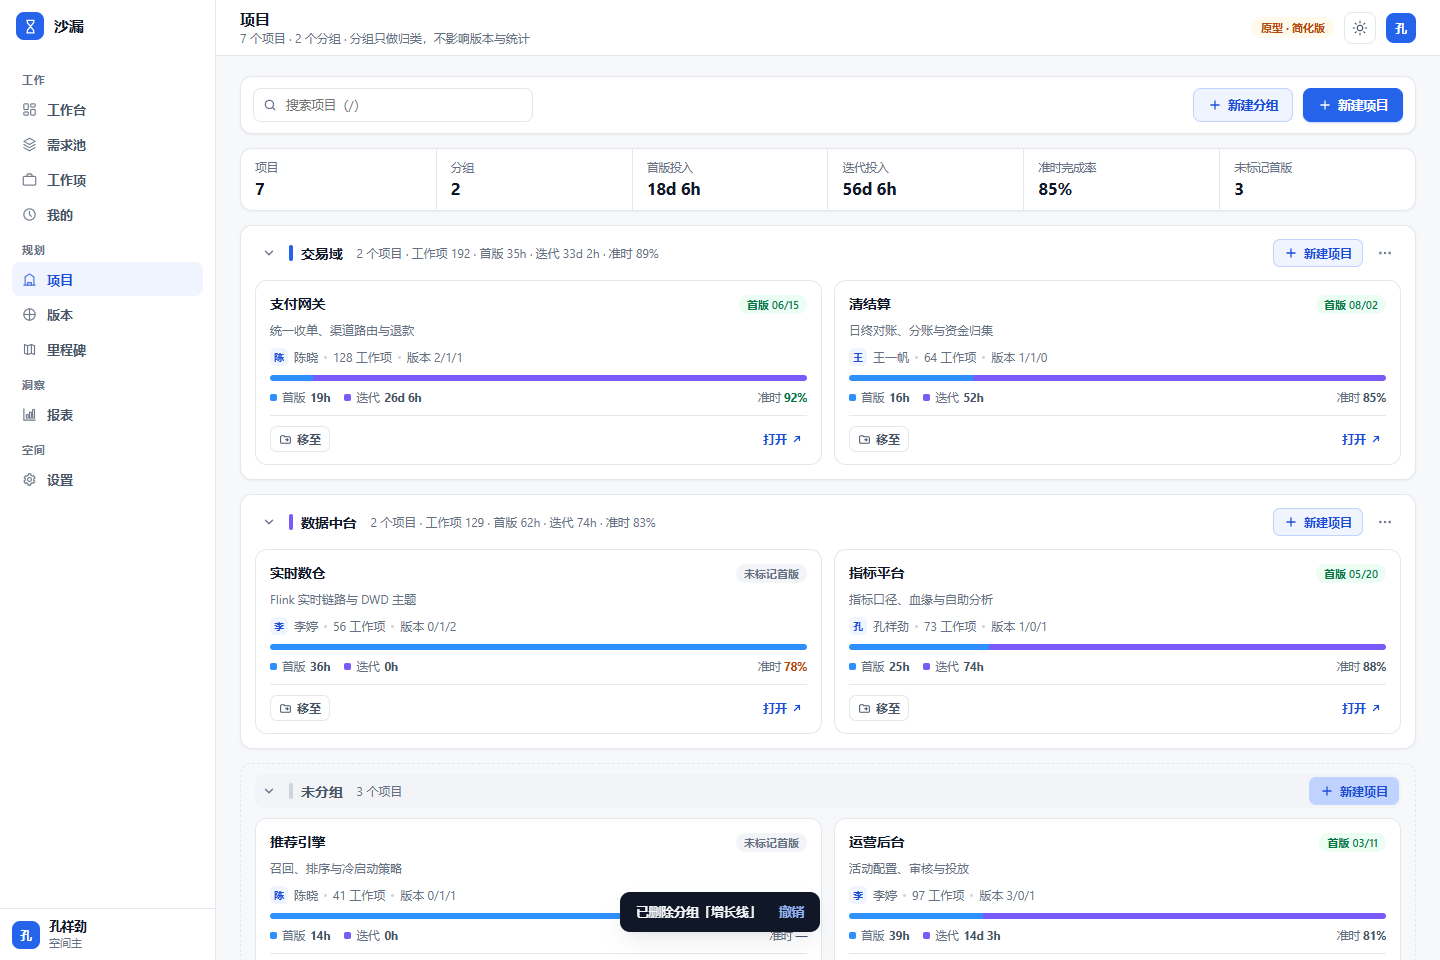 沙漏
工作
工作台
需求池
工作项
我的
规划
项目
版本
里程碑
洞察
报表
空间
设置
孔
孔祥劲
空间主
项目
7 个项目 · 2 个分组 · 分组只做归类，不影响版本与统计
原型 · 简化版
孔
搜索项目（/）
新建分组
新建项目
项目
7
分组
2
首版投入
18d 6h
迭代投入
56d 6h
准时完成率
85%
未标记首版
3
交易域 2 个项目 · 工作项 192 · 首版 35h · 迭代 33d 2h · 准时 89%
新建项目
支付网关
首版 06/15
统一收单、渠道路由与退款
陈 陈晓 · 128 工作项 · 版本 2/1/1
首版 19h 迭代 26d 6h 准时 92%
移至 打开
清结算
首版 08/02
日终对账、分账与资金归集
王 王一帆 · 64 工作项 · 版本 1/1/0
首版 16h 迭代 52h 准时 85%
移至 打开
数据中台 2 个项目 · 工作项 129 · 首版 62h · 迭代 74h · 准时 83%
新建项目
实时数仓
未标记首版
Flink 实时链路与 DWD 主题
李 李婷 · 56 工作项 · 版本 0/1/2
首版 36h 迭代 0h 准时 78%
移至 打开
指标平台
首版 05/20
指标口径、血缘与自助分析
孔 孔祥劲 · 73 工作项 · 版本 1/0/1
首版 25h 迭代 74h 准时 88%
移至 打开
未分组 3 个项目
新建项目
推荐引擎
未标记首版
召回、排序与冷启动策略
陈 陈晓 · 41 工作项 · 版本 0/1/1
首版 14h 迭代 0h 准时 —
运营后台
首版 03/11
活动配置、审核与投放
李 李婷 · 97 工作项 · 版本 3/0/1
首版 39h 迭代 14d 3h 准时 81%
已删除分组「增长线」 撤销